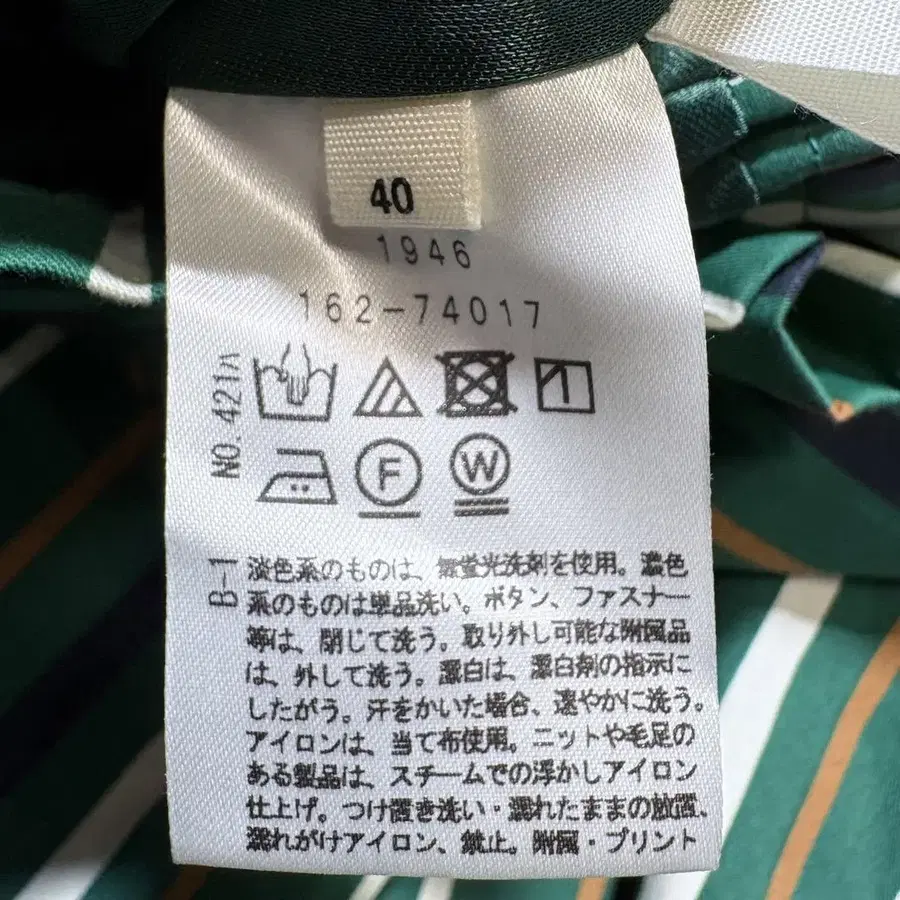 40
1946
162-74017
NO. 421ハ
F
W
B-1
淡色系のものは、無蛍光洗剤を使用。濃色
系のものは単品洗い。ボタン、ファスナー
等は、閉じて洗う。取り外し可能な附属品
は、外して洗う。漂白は、漂白剤の指示に
したがう。汗をかいた場合、速やかに洗う。
アイロンは、当て布使用。ニットや毛足の
ある製品は、スチームでの浮かしアイロン
仕上げ。つけ置き洗い・濡れたままの放置、
濡れがけアイロン、禁止。附属・プリント